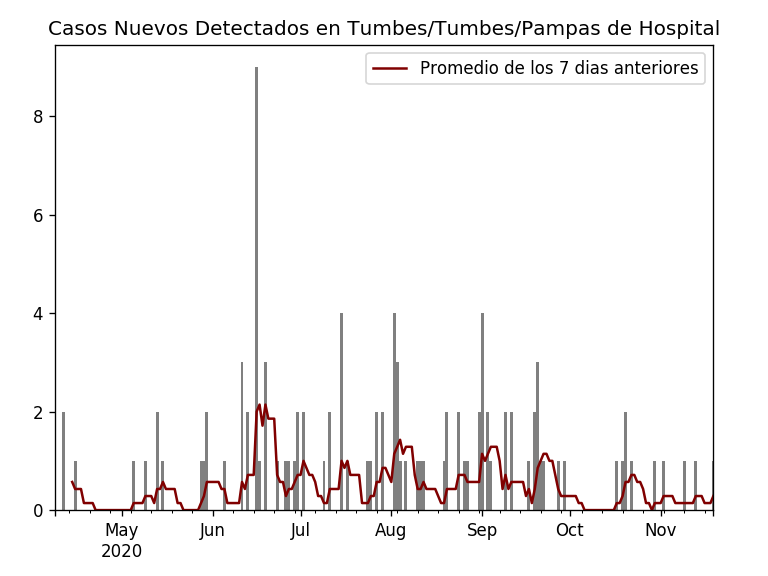 Casos Nuevos Detectados en Tumbes/Tumbes/Pampas de Hospital
Promedio de los 7 dias anteriores
8
6
4
2
0
May Jun Jul Aug Sep Oct Nov
2020